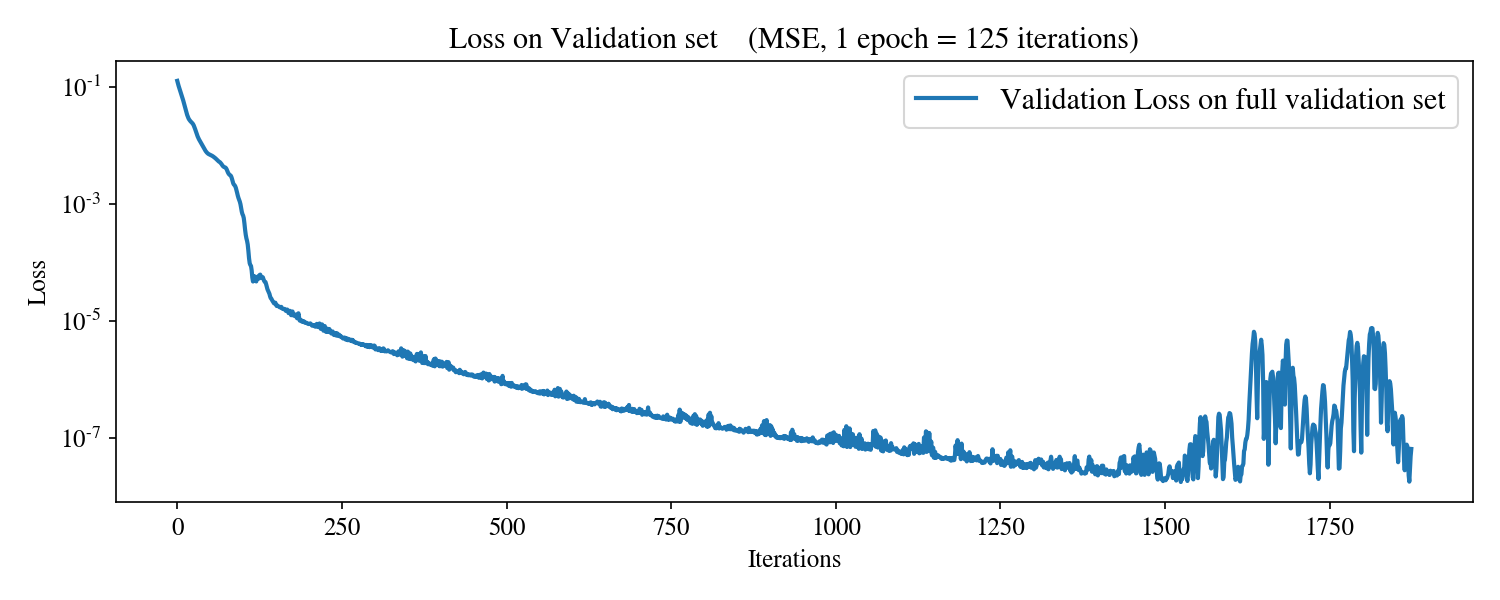 Loss on Validation set (MSE, 1 epoch = 125 iterations)
Validation Loss on full validation set
Loss
10^-1
10^-3
10^-5
10^-7
0 250 500 750 1000 1250 1500 1750
Iterations